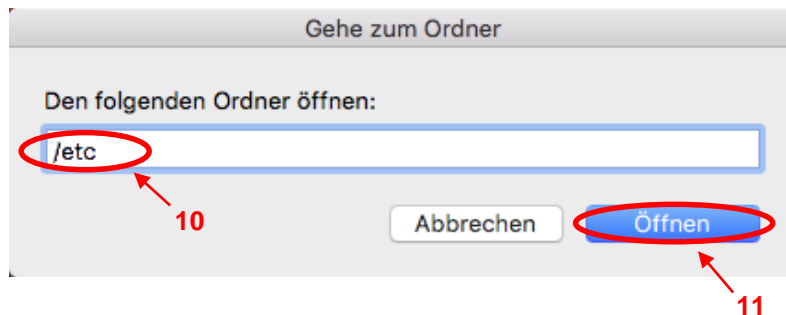 Gehe zum Ordner
Den folgenden Ordner öffnen:
/etc
10
Abbrechen
Öffnen
11